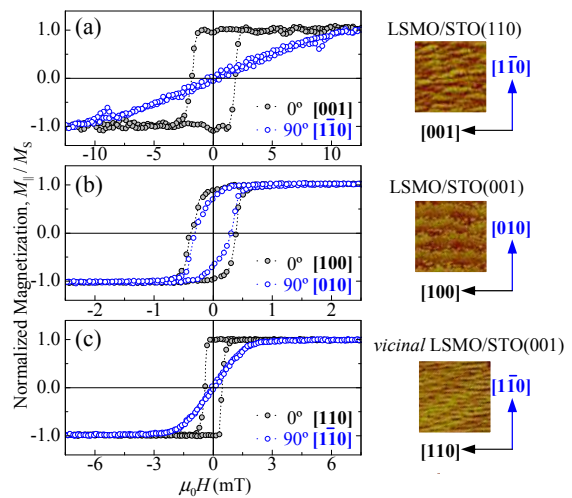 Normalized Magnetization, M∥ / M_S
(a)
1.0
0.0
-1.0
0º [001]
90º [11̄0]
-10 -5 0 5 10
LSMO/STO(110)
[11̄0]
[001]
(b)
1.0
0.0
-1.0
0º [100]
90º [010]
-2 -1 0 1 2
LSMO/STO(001)
[010]
[100]
(c)
1.0
0.0
-1.0
0º [110]
90º [11̄0]
-6 -3 0 3 6
μ₀H (mT)
vicinal LSMO/STO(001)
[11̄0]
[110]